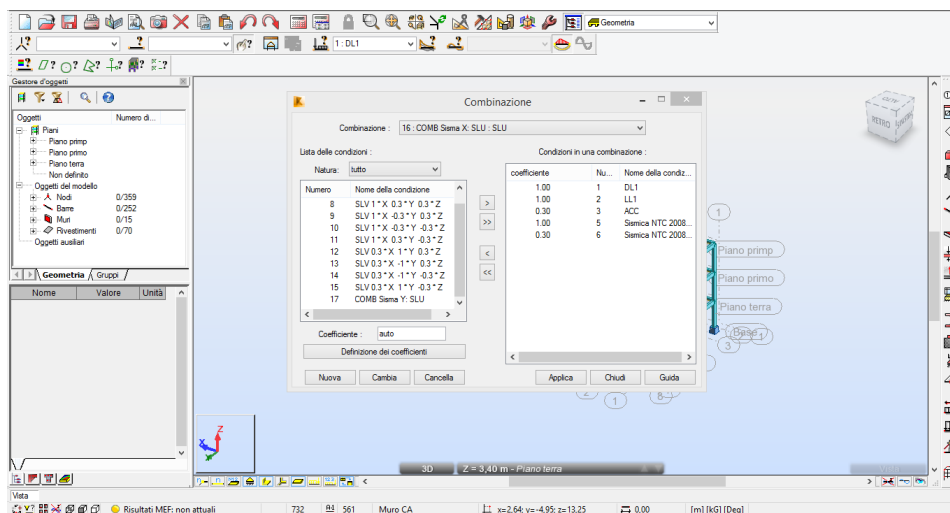 Geometria
1 : DL1
Gestore d'oggetti
Oggetti Numero di...
Piani
Piano primp
Piano primo
Piano terra
Non definito
Oggetti del modello
Nodi 0/359
Barre 0/252
Muri 0/15
Rivestimenti 0/70
Oggetti ausiliari
Geometria Gruppi
Nome Valore Unità
Combinazione
Combinazione : 16 : COMB Sisma X: SLU : SLU
Lista delle condizioni :
Natura: tutto
Numero Nome della condizione
8 SLV 1 * X 0.3 * Y 0.3 * Z
9 SLV 1 * X -0.3 * Y 0.3 * Z
10 SLV 1 * X -0.3 * Y -0.3 * Z
11 SLV 1 * X 0.3 * Y -0.3 * Z
12 SLV 0.3 * X 1 * Y 0.3 * Z
13 SLV 0.3 * X -1 * Y 0.3 * Z
14 SLV 0.3 * X -1 * Y -0.3 * Z
15 SLV 0.3 * X 1 * Y -0.3 * Z
17 COMB Sisma Y: SLU
Coefficiente : auto
Definizione dei coefficienti
Nuova Cambia Cancella
> 
>>
<
<<
Condizioni in una combinazione :
coefficiente Nu... Nome della condiz...
1.00 1 DL1
1.00 2 LL1
0.30 3 ACC
1.00 5 Sismica NTC 2008...
0.30 6 Sismica NTC 2008...
Applica Chiudi Guida
RETRO
1
Piano primp
Piano primo
Piano terra
Base
3
1
Z
X
3D Z = 3,40 m - Piano terra
Vista
Risultati MEF: non attuali 732 561 Muro CA x=2.64; y=-4.95; z=13.25 0.00 [m] [kG] [Deg]